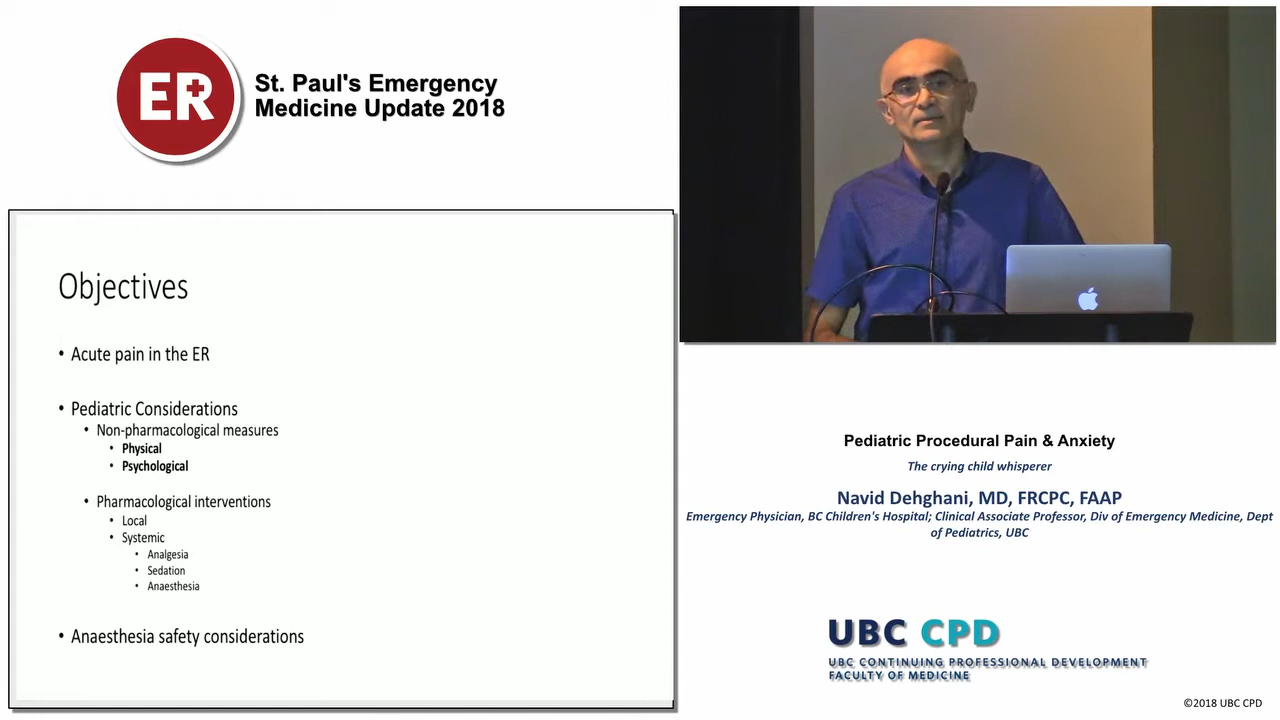 ER
St. Paul's Emergency
Medicine Update 2018
Objectives
• Acute pain in the ER
• Pediatric Considerations
• Non-pharmacological measures
• Physical
• Psychological
• Pharmacological interventions
• Local
• Systemic
• Analgesia
• Sedation
• Anaesthesia
• Anaesthesia safety considerations
Pediatric Procedural Pain & Anxiety
The crying child whisperer
Navid Dehghani, MD, FRCPC, FAAP
Emergency Physician, BC Children's Hospital; Clinical Associate Professor, Div of Emergency Medicine, Dept
of Pediatrics, UBC
UBC CPD
UBC CONTINUING PROFESSIONAL DEVELOPMENT
FACULTY OF MEDICINE
©2018 UBC CPD